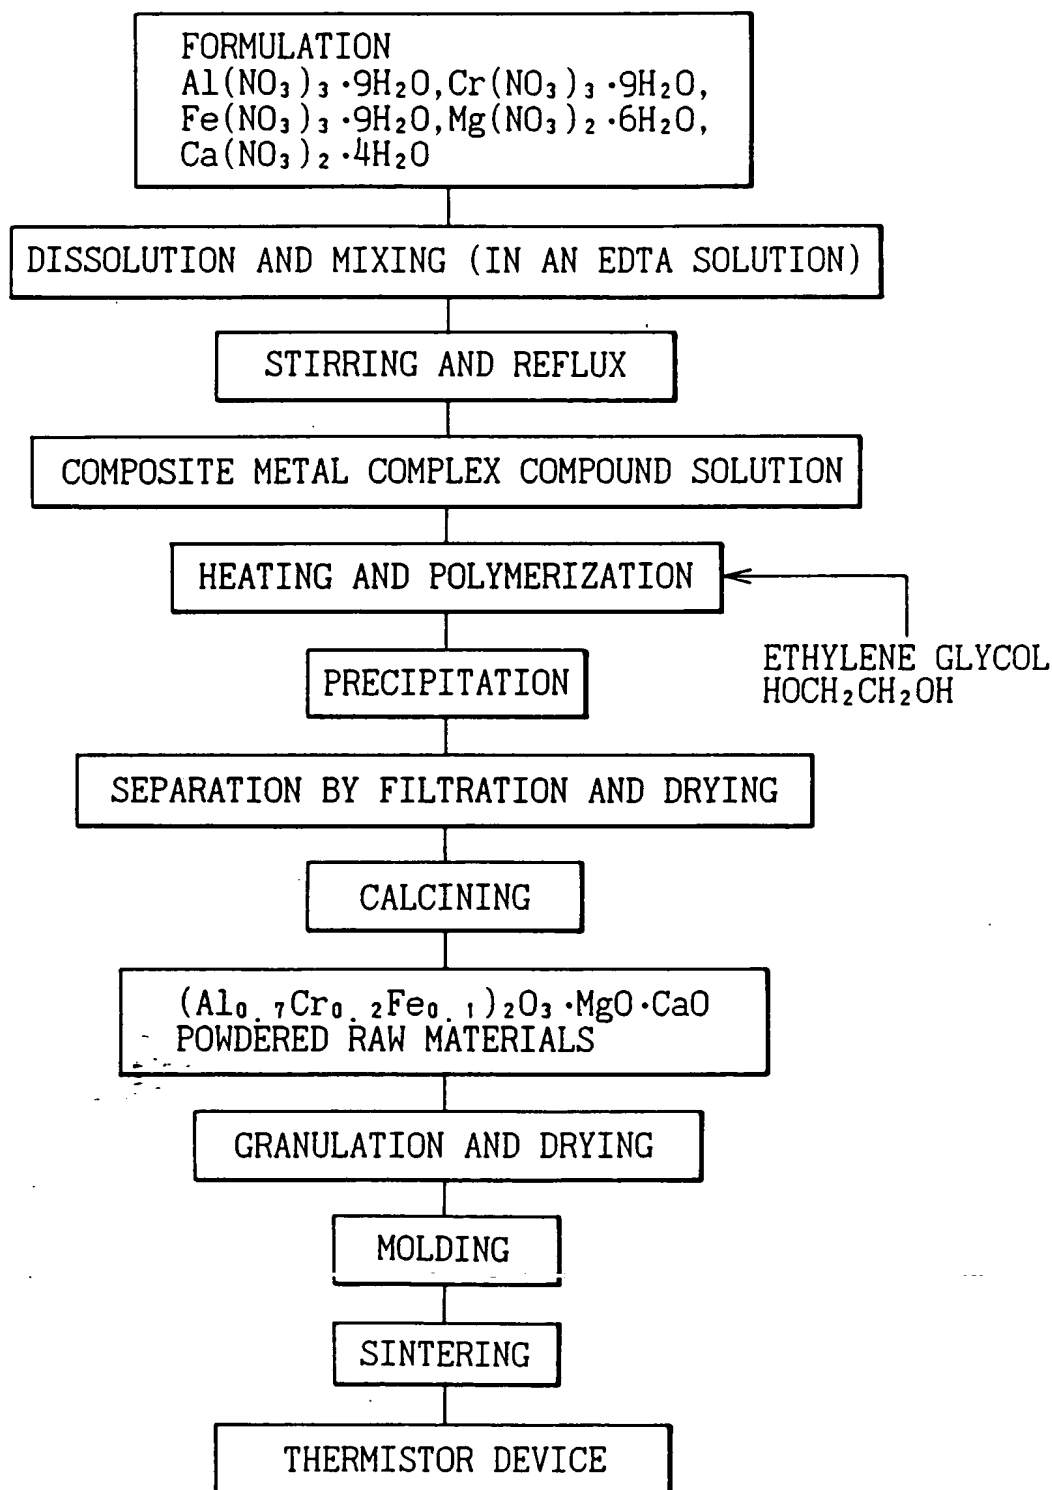 FORMULATION
Al(NO₃)₃·9H₂O,Cr(NO₃)₃·9H₂O,
Fe(NO₃)₃·9H₂O,Mg(NO₃)₂·6H₂O,
Ca(NO₃)₂·4H₂O
DISSOLUTION AND MIXING (IN AN EDTA SOLUTION)
STIRRING AND REFLUX
COMPOSITE METAL COMPLEX COMPOUND SOLUTION
HEATING AND POLYMERIZATION
ETHYLENE GLYCOL
HOCH₂CH₂OH
PRECIPITATION
SEPARATION BY FILTRATION AND DRYING
CALCINING
(Al₀.₇Cr₀.₂Fe₀.₁)₂O₃·MgO·CaO
POWDERED RAW MATERIALS
GRANULATION AND DRYING
MOLDING
SINTERING
THERMISTOR DEVICE